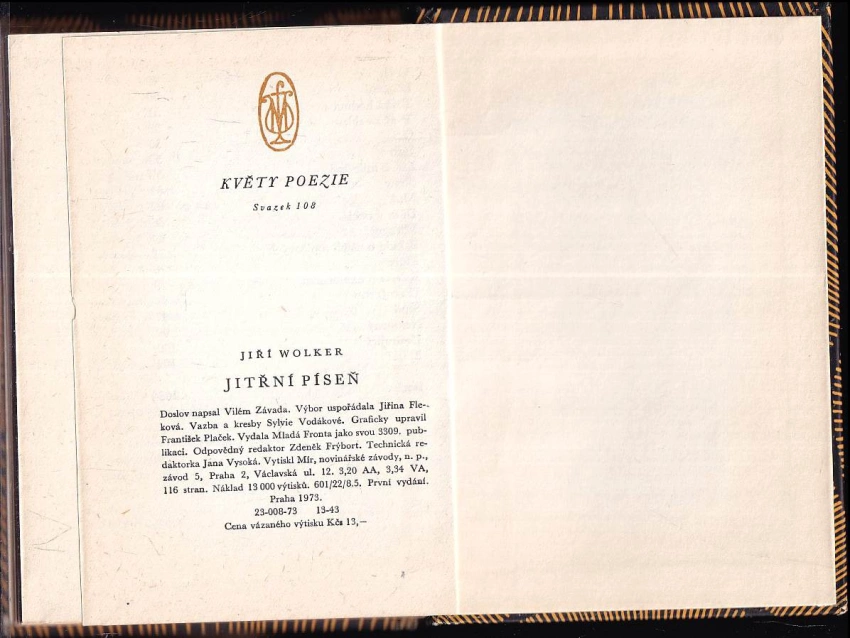 KVĚTY POEZIE
Svazek 108
JIŘÍ WOLKER
JITŘNÍ PÍSEŇ
Doslov napsal Vilém Závada. Výbor uspořádala Jiřina Fle-
ková. Vazba a kresby Sylvie Vodákové. Graficky upravil
František Plaček. Vydala Mladá Fronta jako svou 3309. pub-
likaci. Odpovědný redaktor Zdeněk Frýbort. Technická re-
daktorka Jana Vysoká. Vytiskl Mír, novinářské závody, n. p.,
závod 5, Praha 2, Václavská ul. 12. 3,20 AA, 3,34 VA,
116 stran. Náklad 13 000 výtisků. 601/22/8.5. První vydání.
Praha 1973.
23-008-73 13-43
Cena vázaného výtisku Kčs 13,—